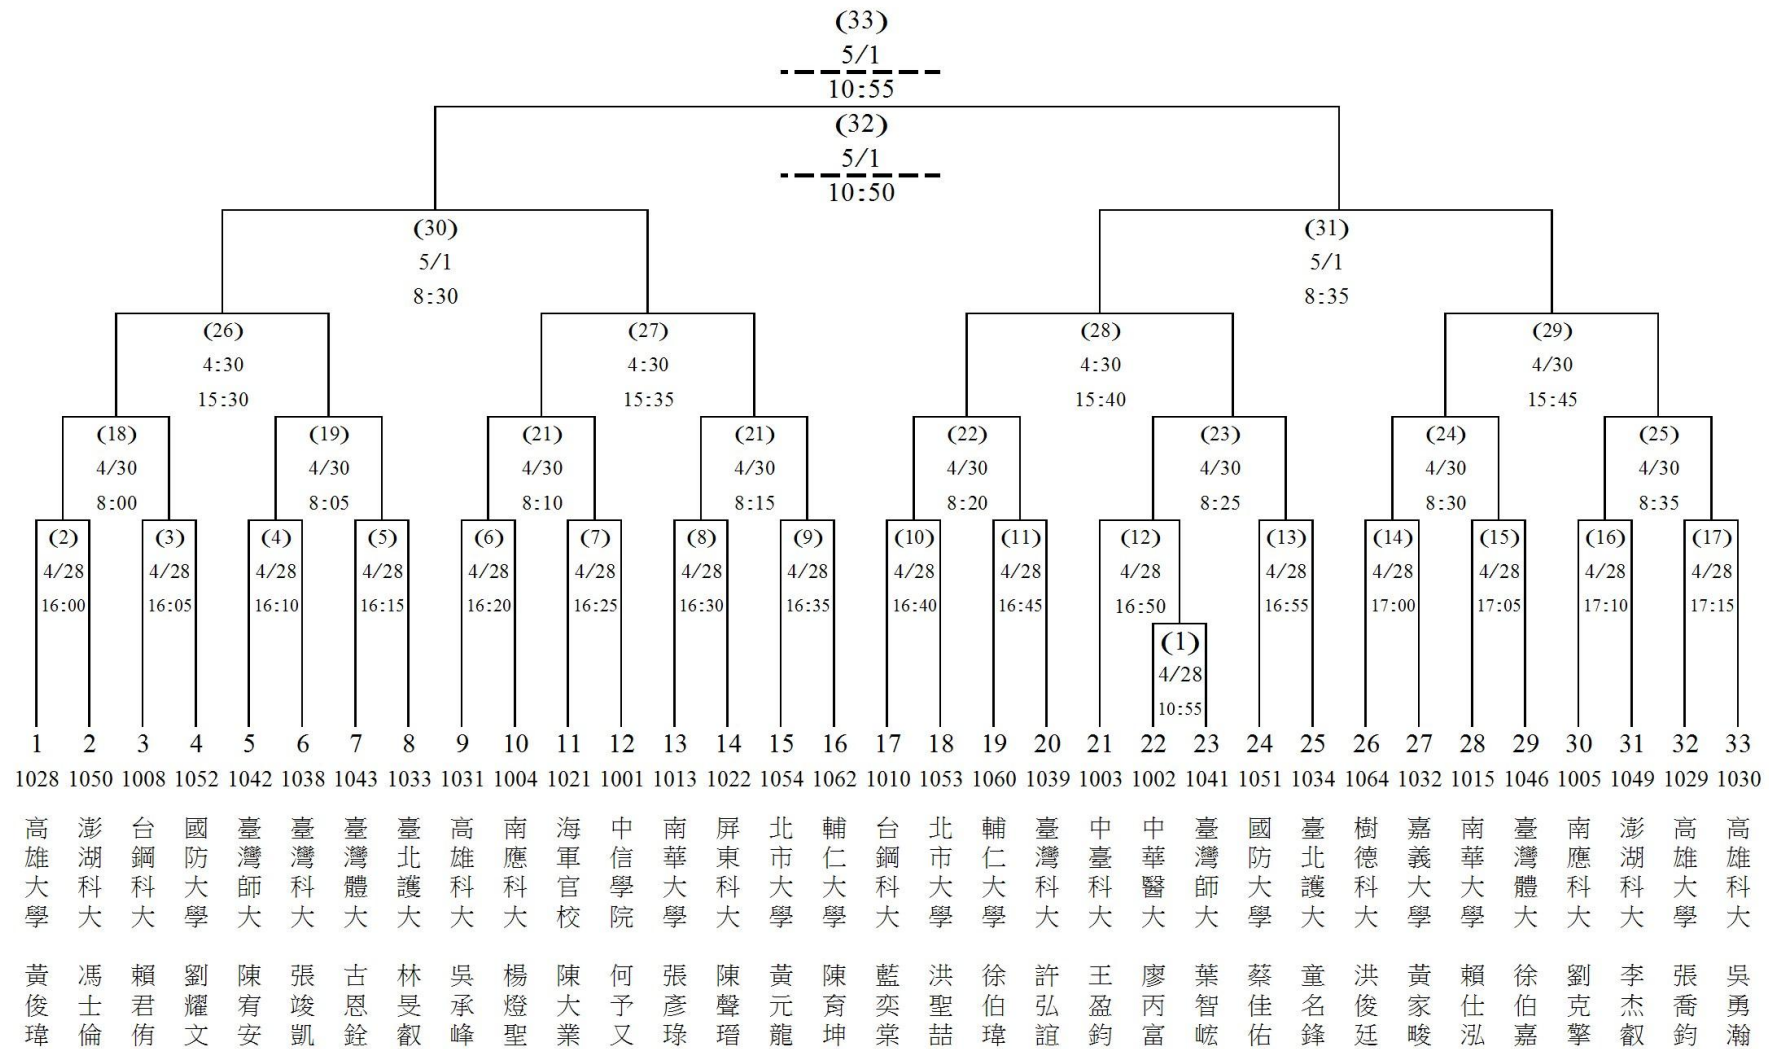 (33)
5/1
10:55
(32)
5/1
10:50
(30) (31)
5/1 5/1
8:30 8:35
(26) (27) (28) (29)
4:30 4:30 4:30 4/30
15:30 15:35 15:40 15:45
(18) (19) (21) (21) (22) (23) (24) (25)
4/30 4/30 4/30 4/30 4/30 4/30 4/30 4/30
8:00 8:05 8:10 8:15 8:20 8:25 8:30 8:35
(2) (3) (4) (5) (6) (7) (8) (9) (10) (11) (12) (13) (14) (15) (16) (17)
4/28 4/28 4/28 4/28 4/28 4/28 4/28 4/28 4/28 4/28 4/28 4/28 4/28 4/28 4/28 4/28
16:00 16:05 16:10 16:15 16:20 16:25 16:30 16:35 16:40 16:45 16:50 16:55 17:00 17:05 17:10 17:15
(1)
4/28
10:55
1 2 3 4 5 6 7 8 9 10 11 12 13 14 15 16 17 18 19 20 21 22 23 24 25 26 27 28 29 30 31 32 33
1028 1050 1008 1052 1042 1038 1043 1033 1031 1004 1021 1001 1013 1022 1054 1062 1010 1053 1060 1039 1003 1002 1041 1051 1034 1064 1032 1015 1046 1005 1049 1029 1030
高雄大學 黃俊瑋
澎湖科大 馮士倫
台鋼科大 賴君侑
國防大學 劉耀文
臺灣師大 陳宥安
臺灣科大 張竣凱
臺灣體大 古恩銓
臺北護大 林旻叡
高雄科大 吳承峰
南應科大 楊燈聖
海軍官校 陳大業
中信學院 何予又
南華大學 張彥琭
屏東科大 陳聲瑨
北市大學 黃元龍
輔仁大學 陳育坤
台鋼科大 藍奕棠
北市大學 洪聖喆
輔仁大學 徐伯瑋
臺灣科大 許弘誼
中臺科大 王盈鈞
中華醫大 廖丙富
臺灣師大 葉智峵
國防大學 蔡佳佑
臺北護大 童名鋒
樹德科大 洪俊廷
嘉義大學 黃家畯
南華大學 賴仕泓
臺灣體大 徐伯嘉
南應科大 劉克擎
澎湖科大 李杰叡
高雄大學 張喬鈞
高雄科大 吳勇瀚